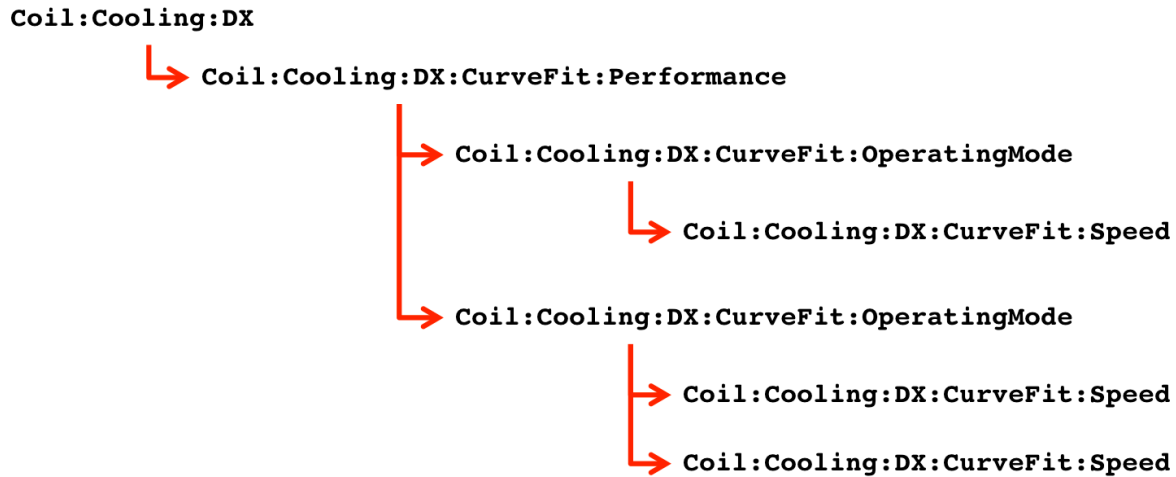 Coil:Cooling:DX
Coil:Cooling:DX:CurveFit:Performance
Coil:Cooling:DX:CurveFit:OperatingMode
Coil:Cooling:DX:CurveFit:Speed
Coil:Cooling:DX:CurveFit:OperatingMode
Coil:Cooling:DX:CurveFit:Speed
Coil:Cooling:DX:CurveFit:Speed